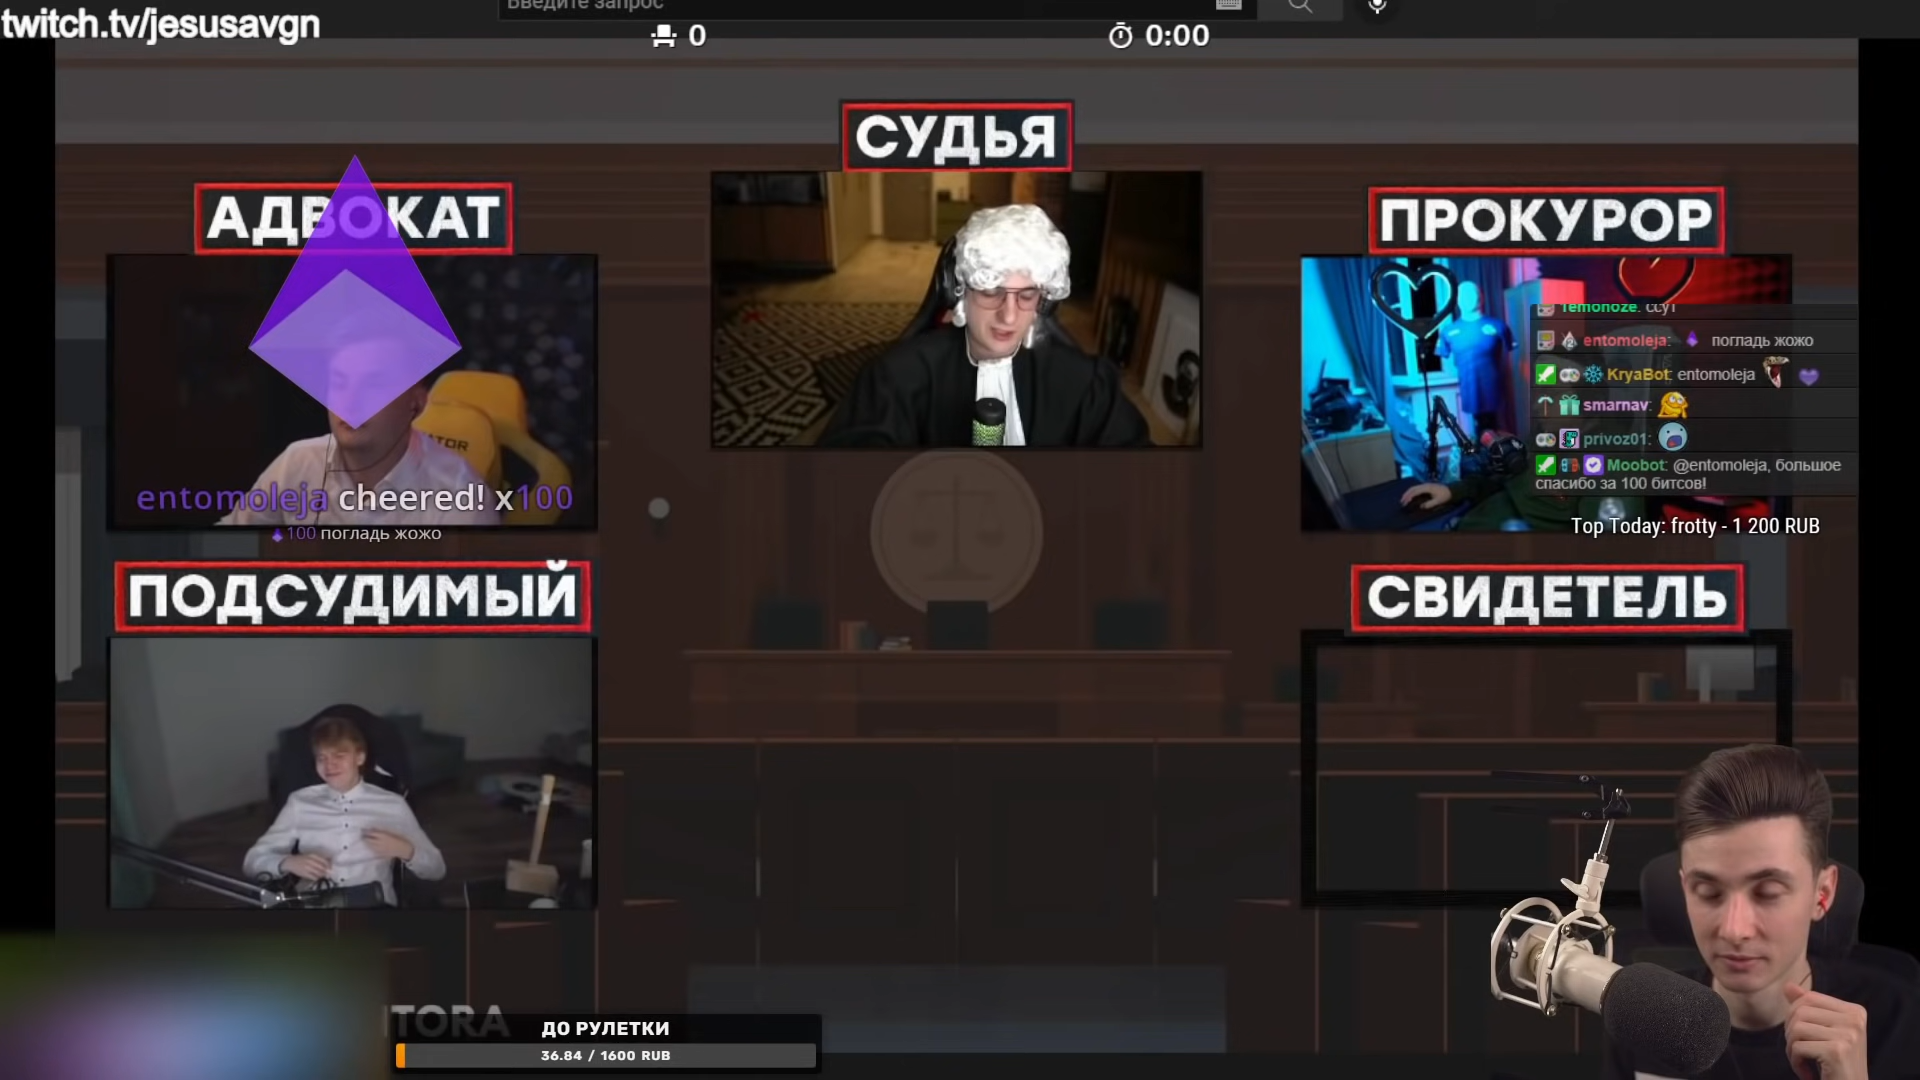 twitch.tv/jesusavgn
Введите запрос
0
0:00
СУДЬЯ
АДВОКАТ
ПРОКУРОР
Temohoze: ссут
entomoleja: погладь жожо
KryaBot: entomoleja
smarnav:
privoz01:
Moobot: @entomoleja, большое
спасибо за 100 битсов!
entomoleja cheered! x100
100 погладь жожо
Top Today: frotty - 1 200 RUB
ПОДСУДИМЫЙ
СВИДЕТЕЛЬ
ДО РУЛЕТКИ
36.84 / 1600 RUB